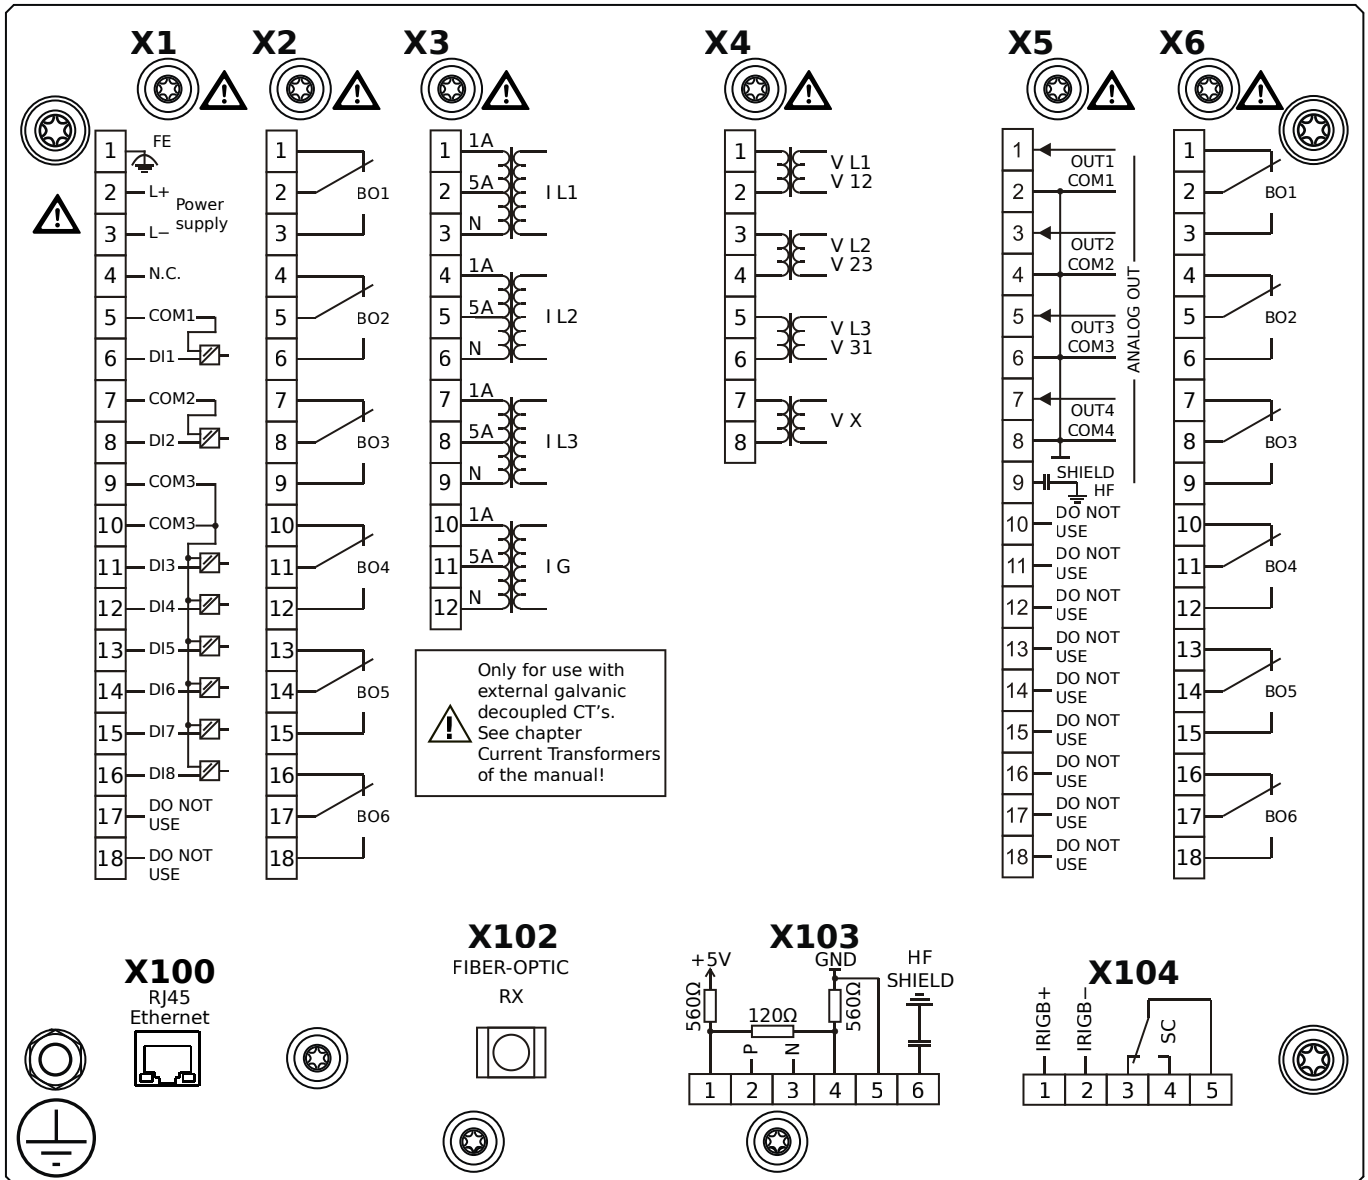 X1
X2
X3
X4
X5
X6
1 FE
2 L+
Power
supply
3 L−
4 N.C.
5 COM1
6 DI1
7 COM2
8 DI2
9 COM3
10 COM3
11 DI3
12 DI4
13 DI5
14 DI6
15 DI7
16 DI8
17 DO NOT
USE
18 DO NOT
USE
1
2 BO1
3
4
5 BO2
6
7
8 BO3
9
10
11 BO4
12
13
14 BO5
15
16
17 BO6
18
1 1A
2 5A I L1
3 N
4 1A
5 5A I L2
6 N
7 1A
8 5A I L3
9 N
10 1A
11 5A I G
12 N
Only for use with
external galvanic
decoupled CT's.
See chapter
Current Transformers
of the manual!
1 V L1
2 V 12
3 V L2
4 V 23
5 V L3
6 V 31
7 V X
8
1 OUT1
2 COM1
3 OUT2
4 COM2
5 OUT3
6 COM3
7 OUT4
8 COM4
ANALOG OUT
9 SHIELD
HF
10 DO NOT
USE
11 DO NOT
USE
12 DO NOT
USE
13 DO NOT
USE
14 DO NOT
USE
15 DO NOT
USE
16 DO NOT
USE
17 DO NOT
USE
18 DO NOT
USE
1
2 BO1
3
4
5 BO2
6
7
8 BO3
9
10
11 BO4
12
13
14 BO5
15
16
17 BO6
18
X100
RJ45
Ethernet
X102
FIBER-OPTIC
RX
X103
+5V GND HF
SHIELD
560Ω 120Ω 560Ω
P N
1 2 3 4 5 6
X104
IRIGB+ IRIGB− SC
1 2 3 4 5